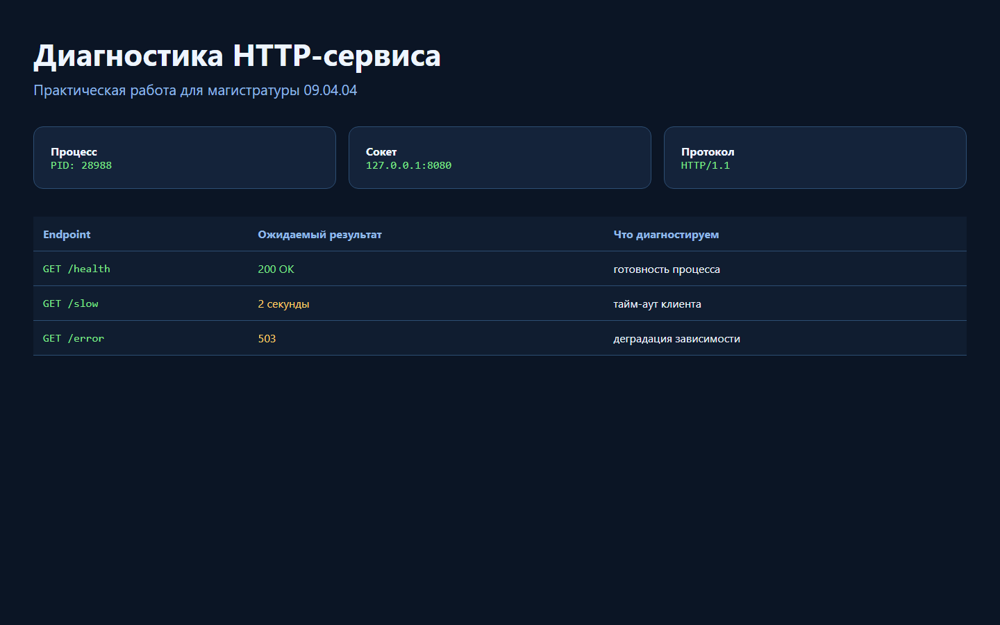 Диагностика HTTP-сервиса
Практическая работа для магистратуры 09.04.04
Процесс
PID: 28988
Сокет
127.0.0.1:8080
Протокол
HTTP/1.1
Endpoint Ожидаемый результат Что диагностируем
GET /health 200 OK готовность процесса
GET /slow 2 секунды тайм-аут клиента
GET /error 503 деградация зависимости